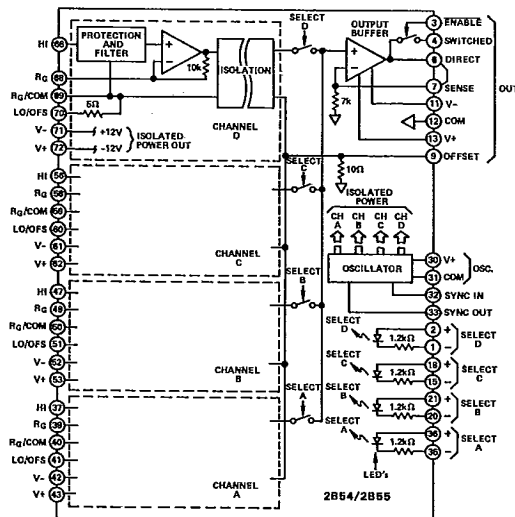 SELECT
D
OUTPUT
BUFFER
3 ENABLE
4 SWITCHED
6 DIRECT
7 SENSE
11 V–
12 COM
13 V+
9 OFFSET
OUT
HI 66
PROTECTION
AND
FILTER
+
–
10k
ISOLATION
+
–
7k
RG 68
RG/COM 69
LO/OFS 70
5Ω
V– 71
+12V
V+ 72
–12V
ISOLATED
POWER OUT
CHANNEL
D
10Ω
HI 56
RG 58
RG/COM 59
LO/OFS 60
V– 61
V+ 62
CHANNEL
C
SELECT
C
ISOLATED
POWER
CH
A
CH
B
CH
C
CH
D
OSCILLATOR
30 V+
31 COM
OSC.
32 SYNC IN
33 SYNC OUT
HI 47
RG 49
RG/COM 50
LO/OFS 51
V– 52
V+ 53
CHANNEL
B
SELECT
B
SELECT
D
1.2kΩ
2 +
1 –
SELECT
D
SELECT
C
1.2kΩ
18 +
15 –
SELECT
C
SELECT
B
1.2kΩ
21 +
20 –
SELECT
B
SELECT
A
1.2kΩ
36 –
SELECT
A
LED's
HI 37
RG 39
RG/COM 40
LO/OFS 41
V– 42
V+ 43
CHANNEL
A
SELECT
A
2B54/2B55